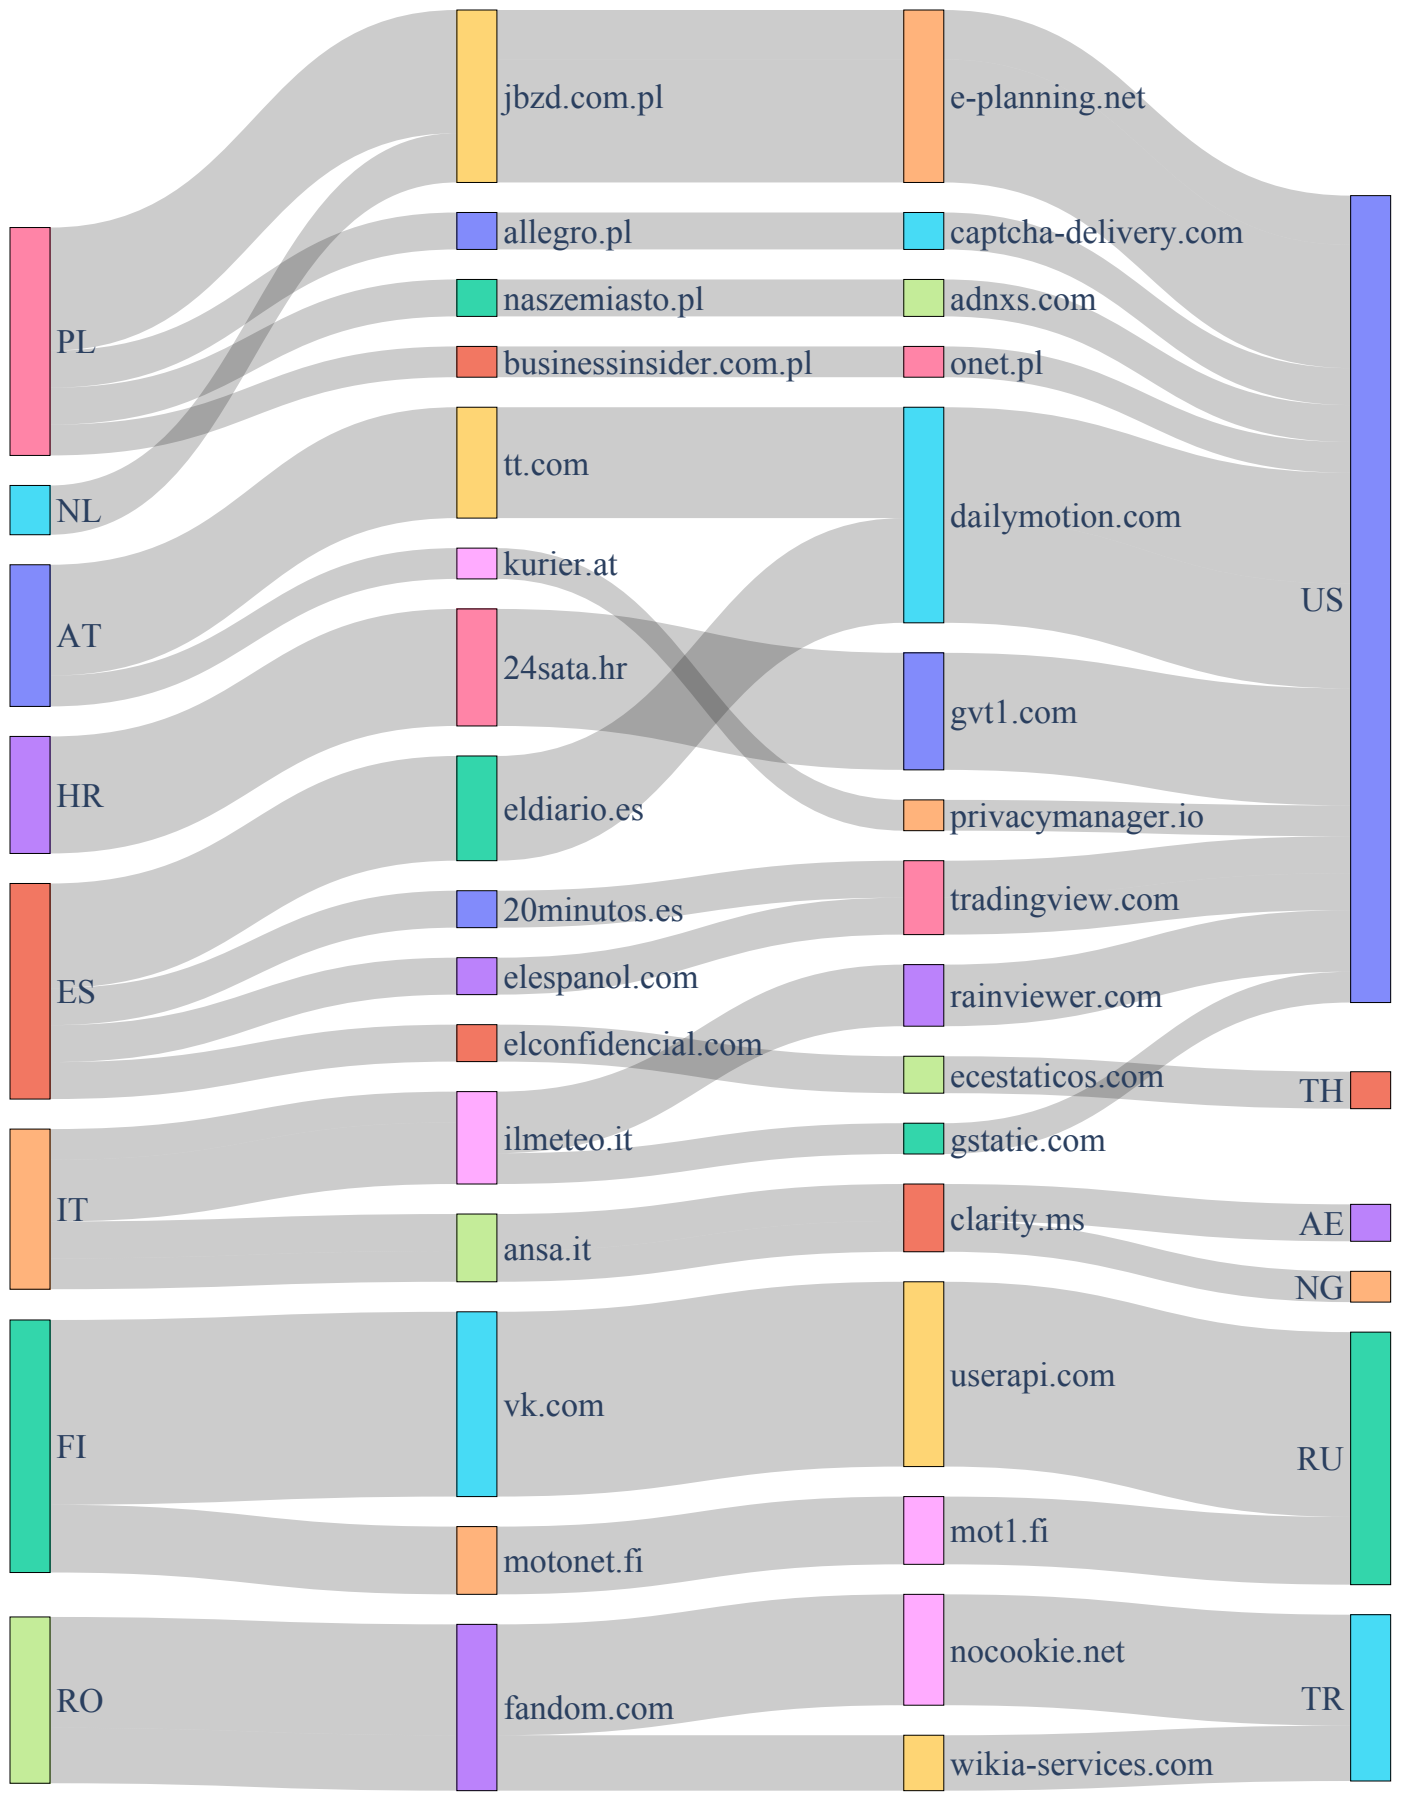 PL
NL
AT
HR
ES
IT
FI
RO
jbzd.com.pl
allegro.pl
naszemiasto.pl
businessinsider.com.pl
tt.com
kurier.at
24sata.hr
eldiario.es
20minutos.es
elespanol.com
elconfidencial.com
ilmeteo.it
ansa.it
vk.com
motonet.fi
fandom.com
e-planning.net
captcha-delivery.com
adnxs.com
onet.pl
dailymotion.com
gvt1.com
privacymanager.io
tradingview.com
rainviewer.com
ecestaticos.com
gstatic.com
clarity.ms
userapi.com
mot1.fi
nocookie.net
wikia-services.com
US
TH
AE
NG
RU
TR